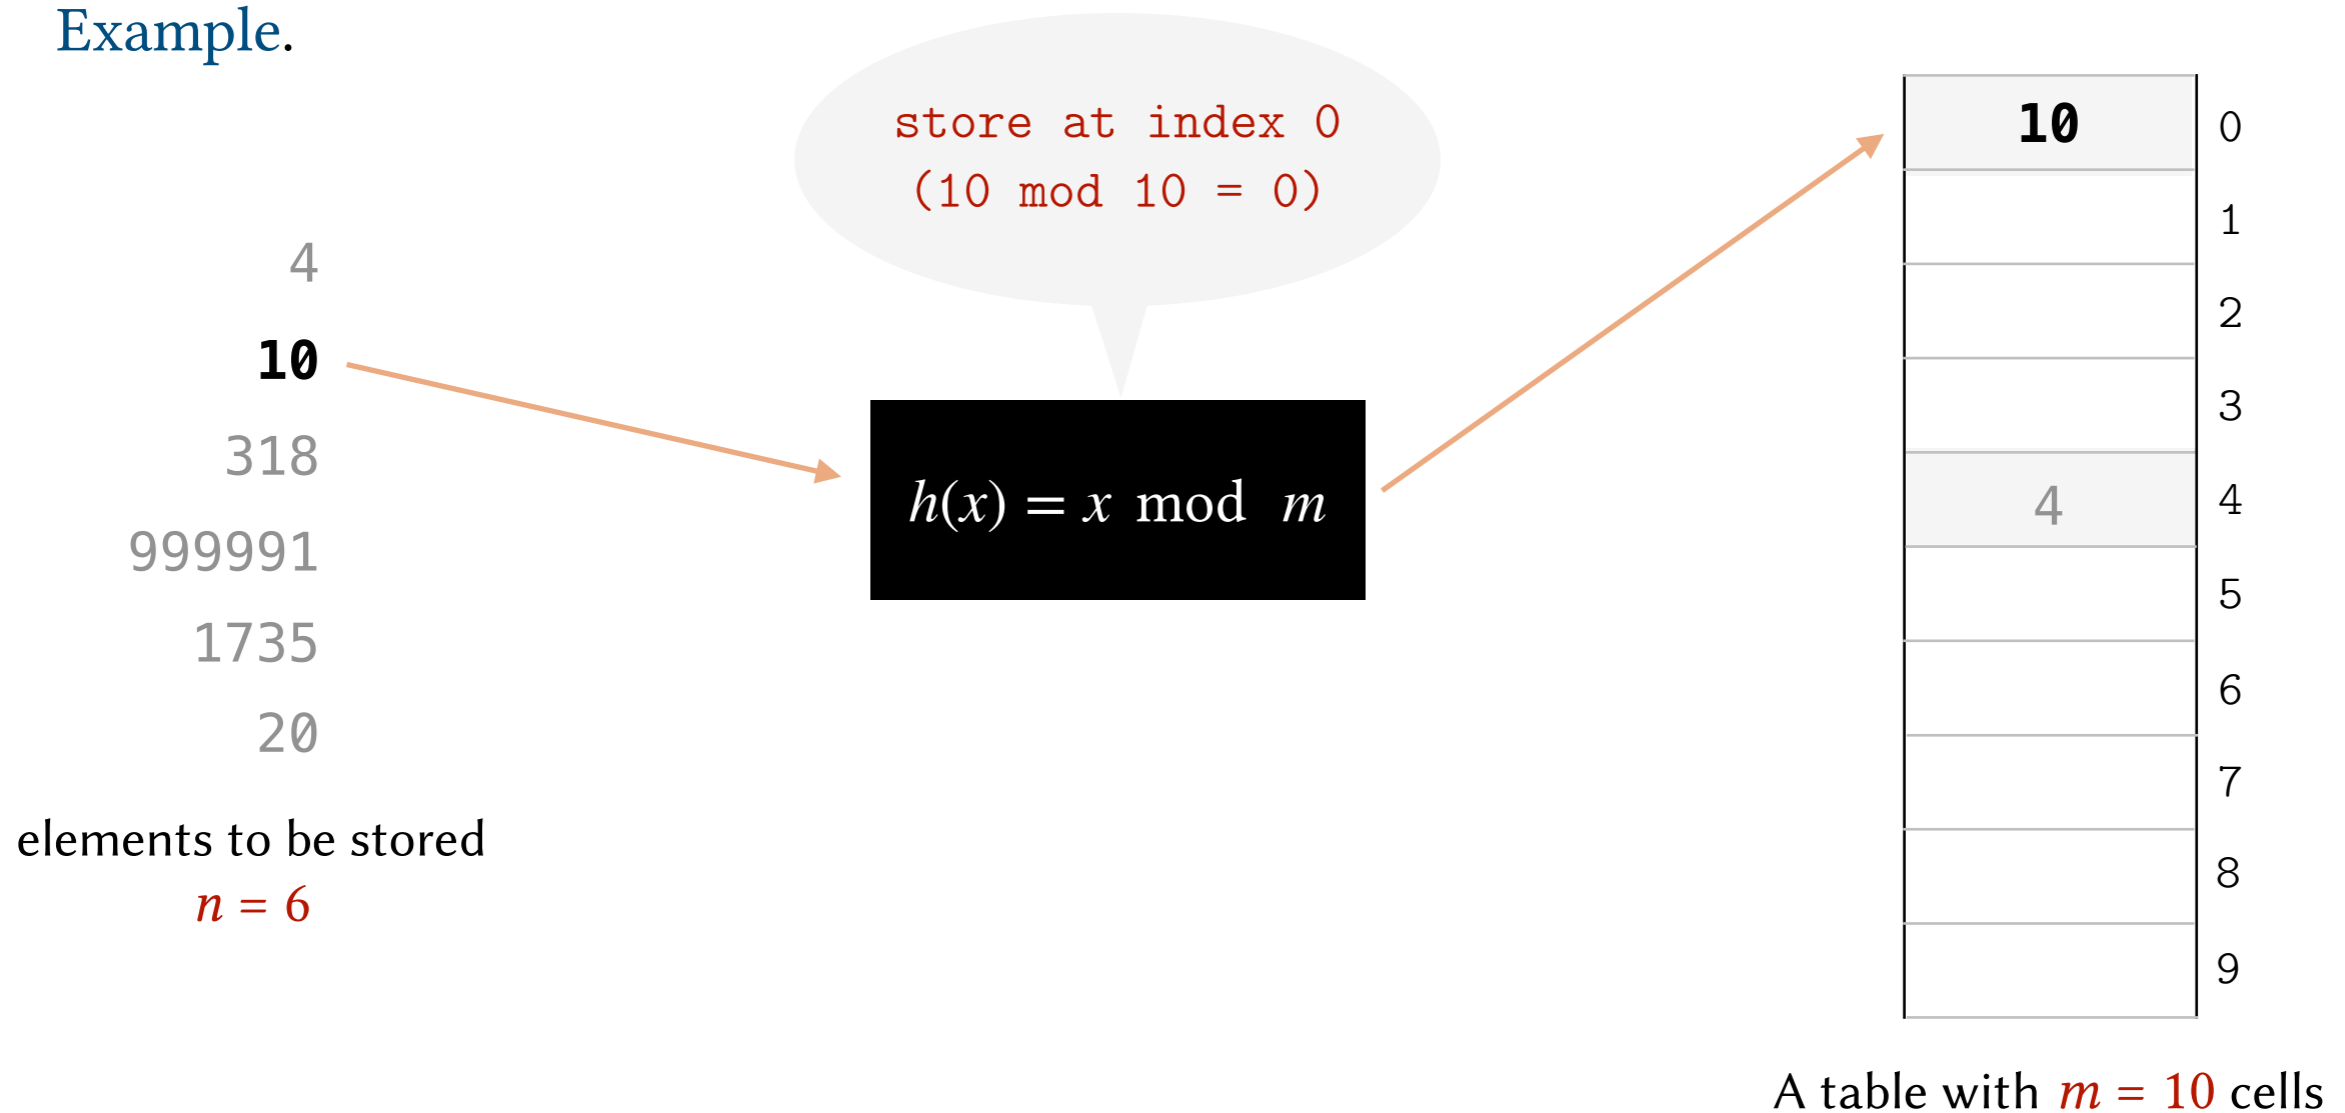 Example.
store at index 0
(10 mod 10 = 0)
4
10
318
999991
1735
20
elements to be stored
n = 6
h(x) = x mod m
10 0
1
2
3
4 4
5
6
7
8
9
A table with m = 10 cells